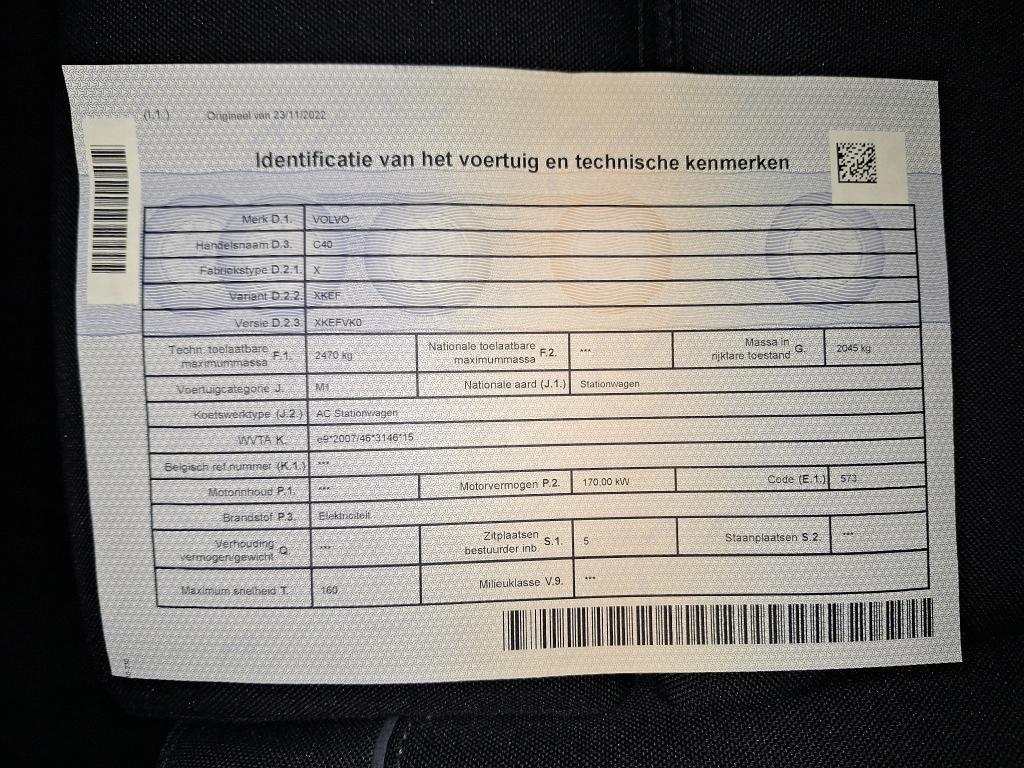 (I.1.) Origineel van 23/11/2022
Identificatie van het voertuig en technische kenmerken
Merk D.1. VOLVO
Handelsnaam D.3. C40
Fabriekstype D.2.1. X
Variant D.2.2. XKEF
Versie D.2.3. XKEFVK0
Techn. toelaatbare
maximummassa F.1. 2470 kg
Nationale toelaatbare
maximummassa F.2. ***
Massa in
rijklare toestand G. 2045 kg
Voertuigcategorie J. M1 Nationale aard (J.1.) Stationwagen
Koetswerktype (J.2.) AC Stationwagen
WVTA K. e9*2007/46*3146*15
Belgisch ref.nummer (K.1.) ***
Motorinhoud P.1. *** Motorvermogen P.2. 170,00 kW Code (E.1.) 573
Brandstof P.3. Elektriciteit
Verhouding
vermogen/gewicht Q. ***
Zitplaatsen
bestuurder inb. S.1. 5
Staanplaatsen S.2. ***
Maximum snelheid T. 160 Milieuklasse V.9. ***